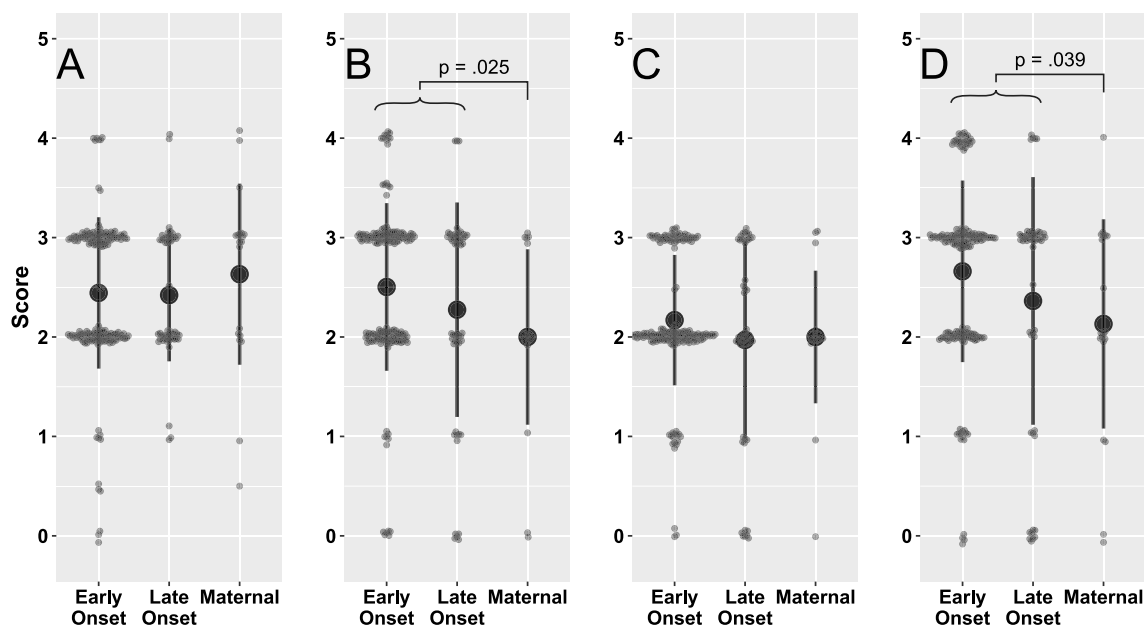 A
B
C
D
p = .025
p = .039
Score
5
4
3
2
1
0
5
4
3
2
1
0
5
4
3
2
1
0
5
4
3
2
1
0
Early Onset
Late Onset
Maternal
Early Onset
Late Onset
Maternal
Early Onset
Late Onset
Maternal
Early Onset
Late Onset
Maternal